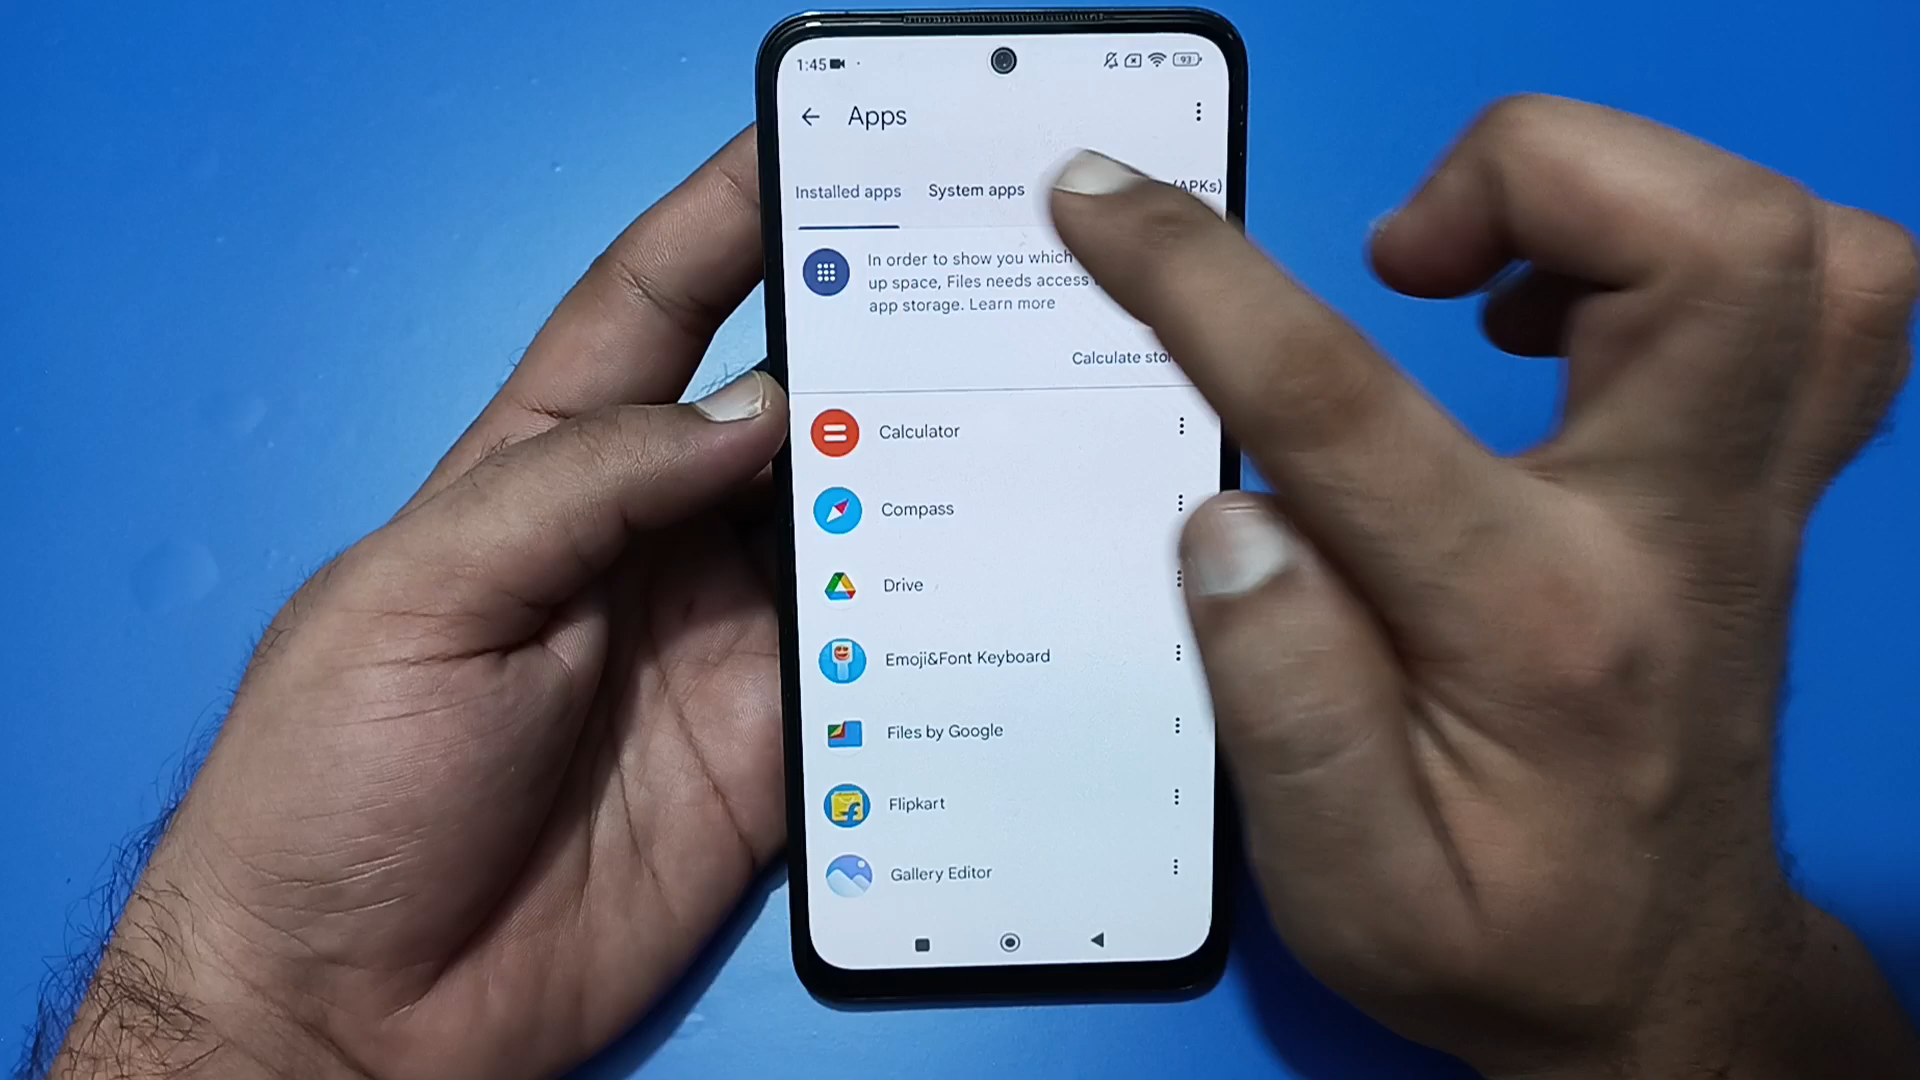 1:45
93
Apps
Installed apps System apps (APKs)
In order to show you which
up space, Files needs access
app storage. Learn more
Calculate
Calculator
Compass
Drive
Emoji&Font Keyboard
Files by Google
Flipkart
Gallery Editor